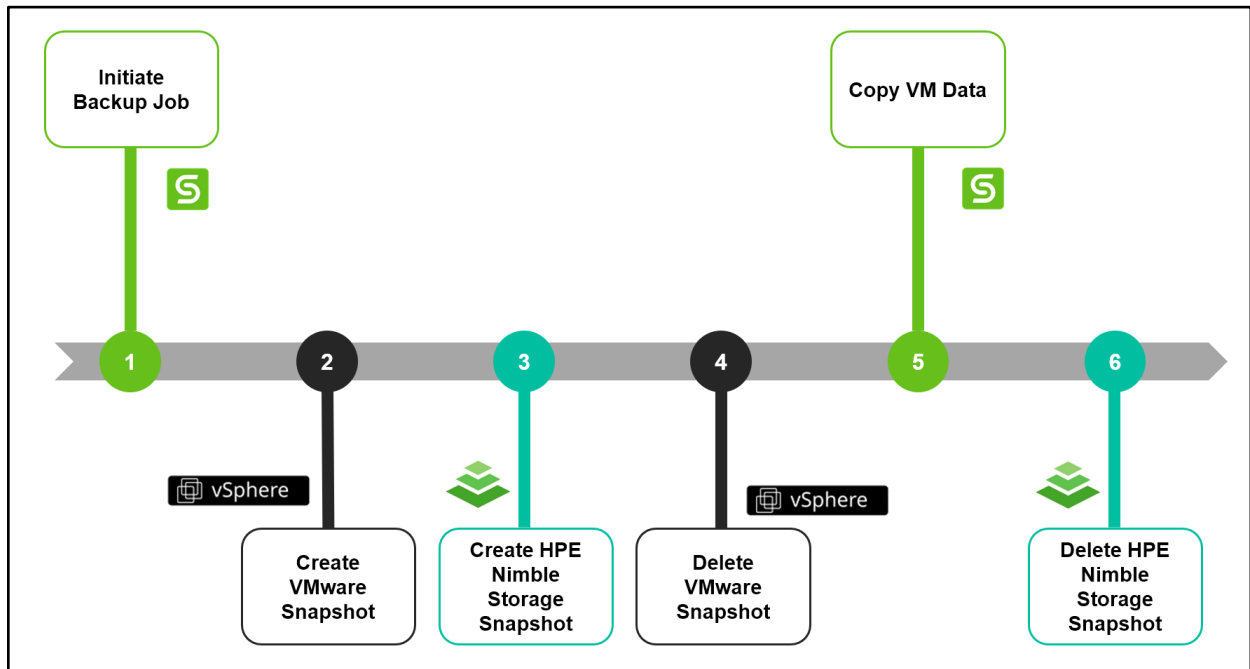 Initiate
Backup Job
Copy VM Data
S
S
1
2
3
4
5
6
vSphere
vSphere
Create
VMware
Snapshot
Create HPE
Nimble
Storage
Snapshot
Delete
VMware
Snapshot
Delete HPE
Nimble
Storage
Snapshot